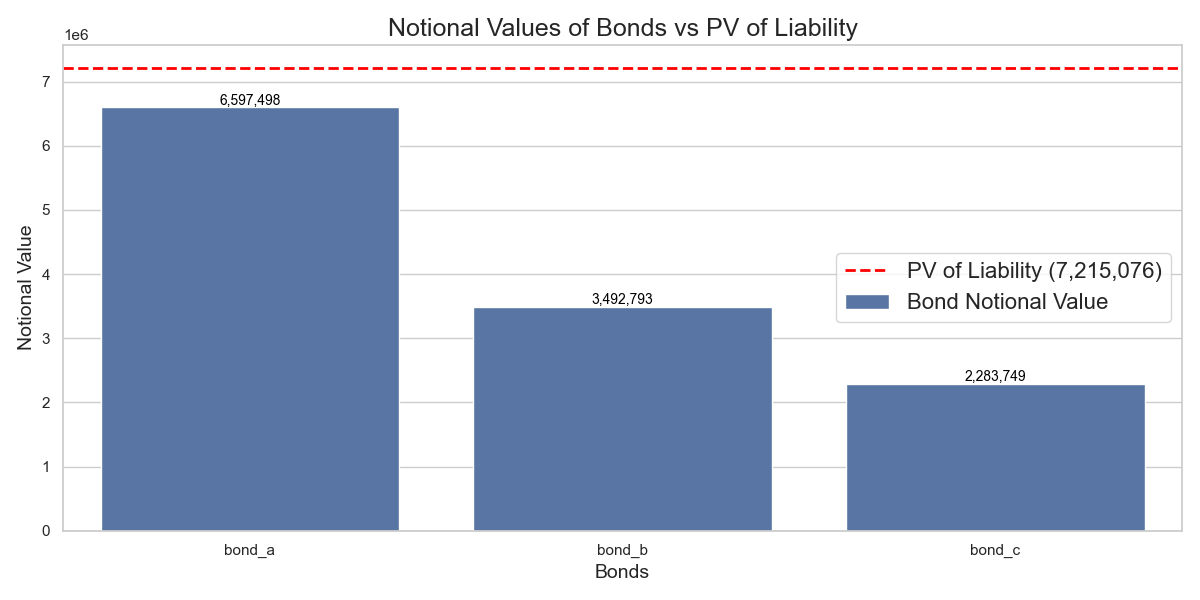 Notional Values of Bonds vs PV of Liability
1e6
7
6
5
4
3
2
1
0
Notional Value
6,597,498
3,492,793
2,283,749
PV of Liability (7,215,076)
Bond Notional Value
bond_a
bond_b
bond_c
Bonds